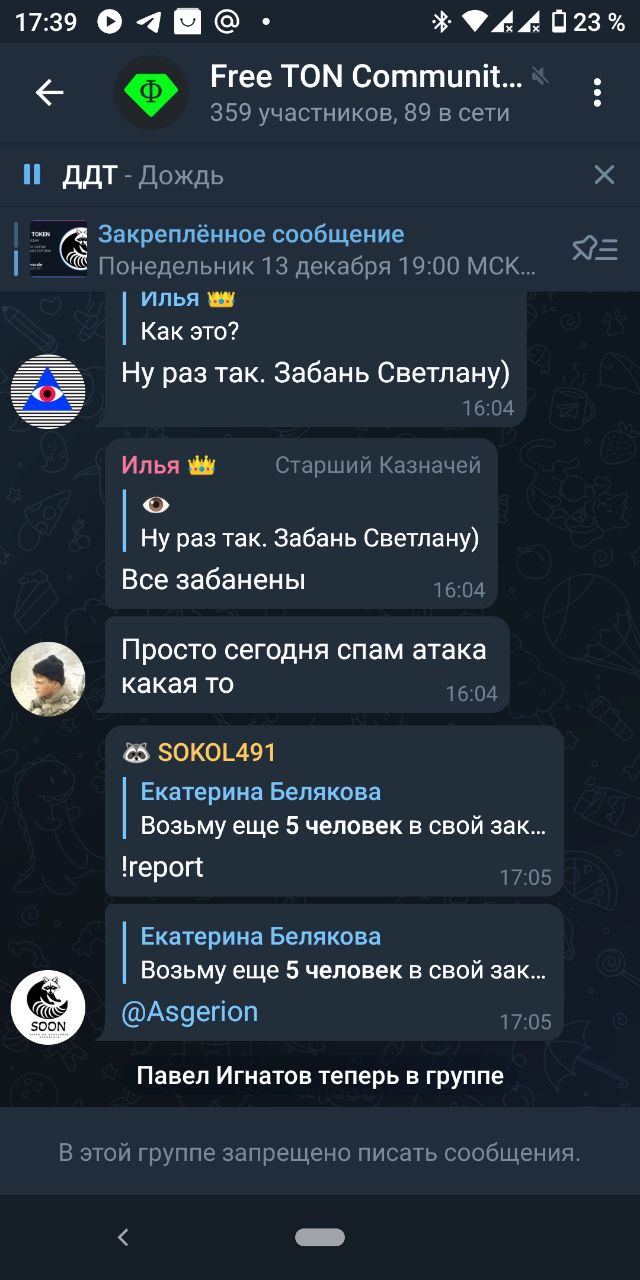 17:39
23 %
Free TON Communit...
359 участников, 89 в сети
ДДТ - Дождь
TOKEN
Закреплённое сообщение
Понедельник 13 декабря 19:00 МСК...
Илья 👑
Как это?
Ну раз так. Забань Светлану)
16:04
Илья 👑 Старший Казначей
👁
Ну раз так. Забань Светлану)
Все забанены
16:04
Просто сегодня спам атака
какая то
16:04
🦝 SOKOL491
Екатерина Белякова
Возьму еще 5 человек в свой зак...
!report
17:05
Екатерина Белякова
Возьму еще 5 человек в свой зак...
@Asgerion
17:05
SOON
Павел Игнатов теперь в группе
В этой группе запрещено писать сообщения.